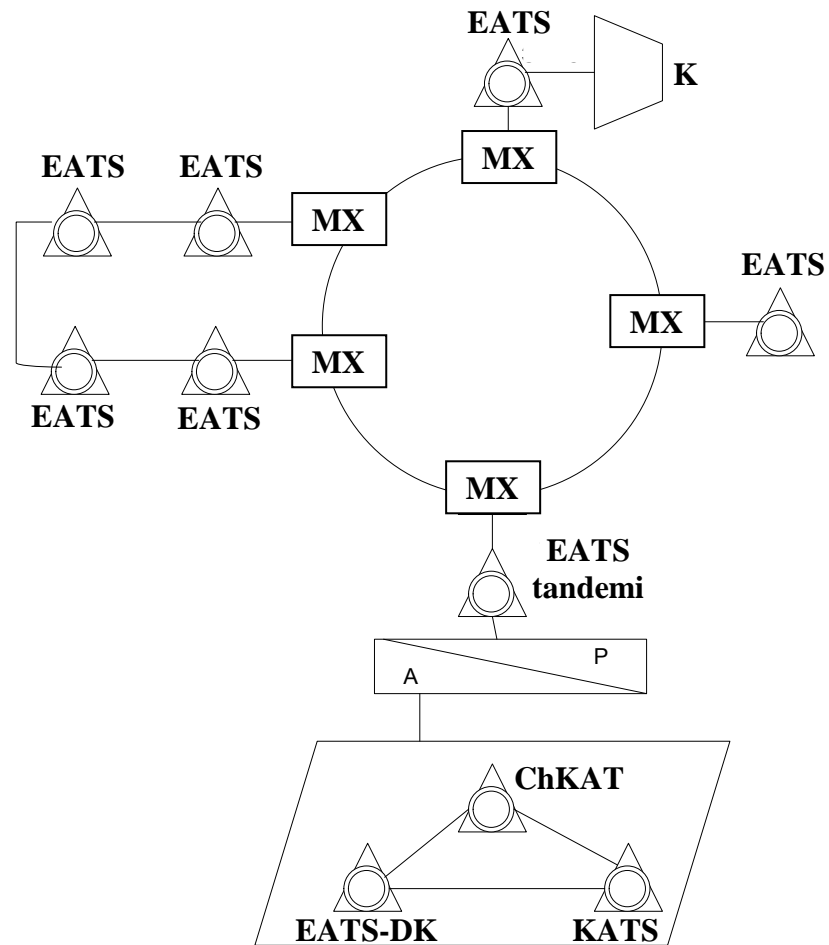 EATS
K
MX
EATS EATS
MX
EATS
MX
MX
EATS EATS
MX
EATS
tandemi
P
A
ChKAT
EATS-DK KATS